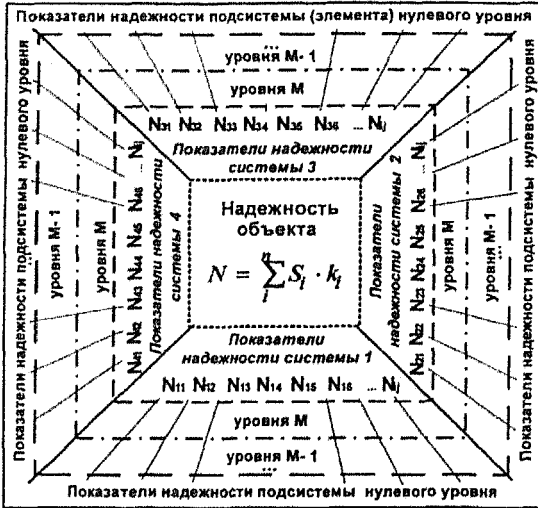 Показатели надежности подсистемы (элемента) нулевого уровня
...
уровня М- 1
уровня М
N31 N32 N33 N34 N35 N36 ... Nij
Показатели надежности
системы 3
Показатели надежности подсистемы нулевого уровня
...
уровня М- 1
уровня М
N41 N42 N43 N44 N45 N46 ... Nij
Показатели надежности
системы 4
Надежность
объекта
N = ∑ i n Si · ki
Показатели
надежности системы 2
N21 N22 N23 N24 N25 N26 ... Nij
уровня М
уровня М- 1
...
Показатели надежности подсистемы нулевого уровня
Показатели
надежности системы 1
N11 N12 N13 N14 N15 N16 ... Nij
уровня М
уровня М- 1
...
Показатели надежности подсистемы нулевого уровня